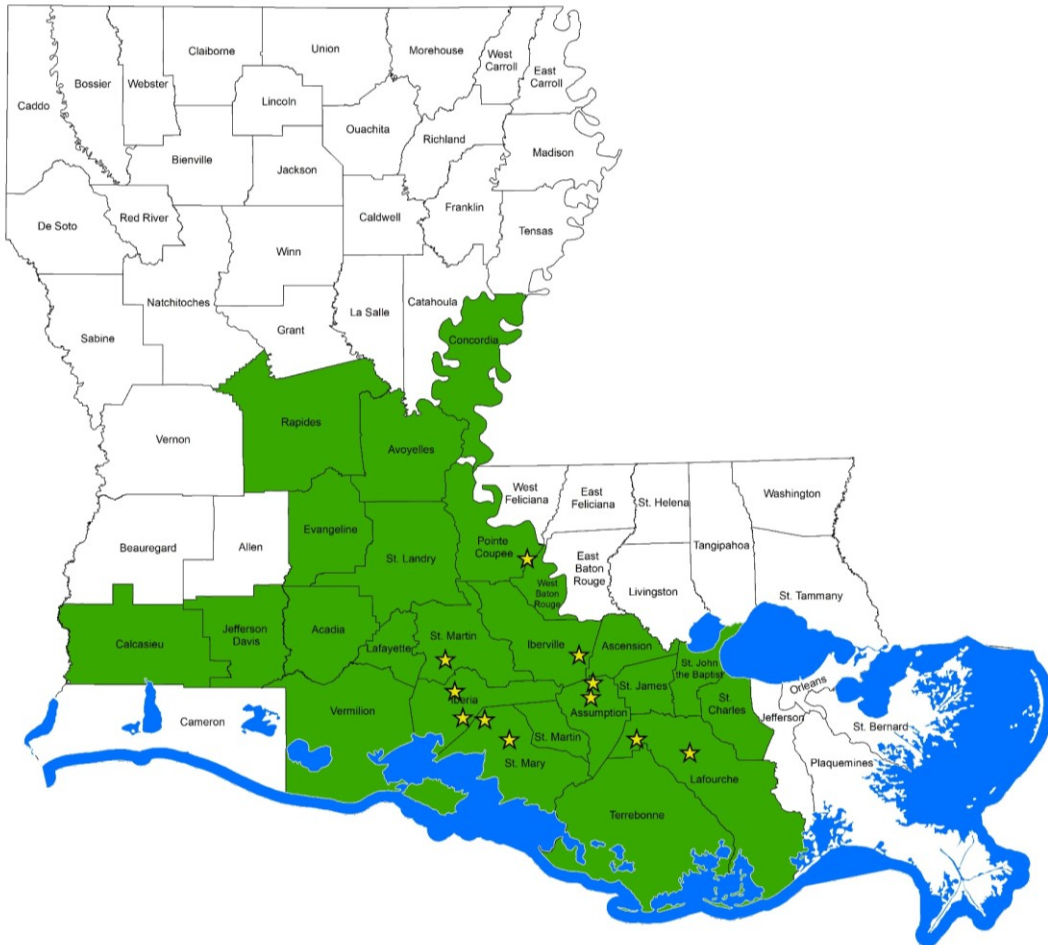 Claiborne
Union
Morehouse
West
Carroll
East
Carroll
Caddo
Bossier
Webster
Lincoln
Ouachita
Richland
Madison
Bienville
Jackson
De Soto
Red River
Caldwell
Franklin
Tensas
Winn
Natchitoches
La Salle
Catahoula
Sabine
Grant
Concordia
Rapides
Vernon
Avoyelles
West
Feliciana
East
Feliciana
St. Helena
Washington
Tangipahoa
Beauregard
Allen
Evangeline
St. Landry
Pointe
Coupee
West
Baton
Rouge
East
Baton
Rouge
Livingston
St. Tammany
Calcasieu
Jefferson
Davis
Acadia
Lafayette
St. Martin
Iberville
Ascension
St. John
the Baptist
St. James
Cameron
Vermilion
Iberia
Assumption
St. Charles
Orleans
Jefferson
St. Bernard
St. Martin
St. Mary
Plaquemines
Lafourche
Terrebonne